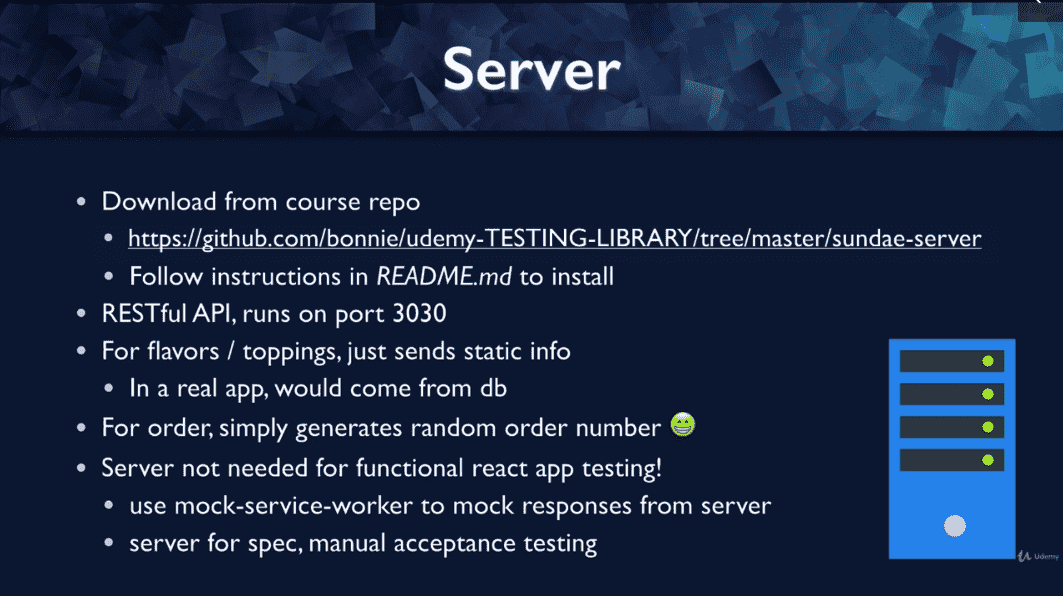 Server
• Download from course repo
• https://github.com/bonnie/udemy-TESTING-LIBRARY/tree/master/sundae-server
• Follow instructions in README.md to install
• RESTful API, runs on port 3030
• For flavors / toppings, just sends static info
• In a real app, would come from db
• For order, simply generates random order number 😁
• Server not needed for functional react app testing!
• use mock-service-worker to mock responses from server
• server for spec, manual acceptance testing
Udemy